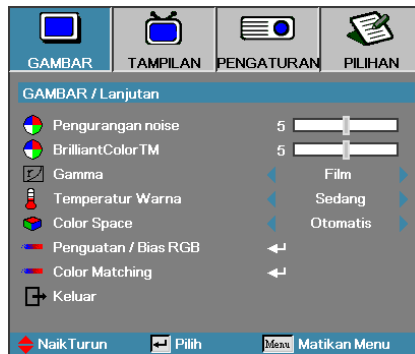 GAMBAR TAMPILAN PENGATURAN PILIHAN
GAMBAR / Lanjutan
Pengurangan noise 5
BrilliantColorTM 5
Gamma Film
Temperatur Warna Sedang
Color Space Otomatis
Penguatan / Bias RGB
Color Matching
Keluar
NaikTurun Pilih Menu Matikan Menu